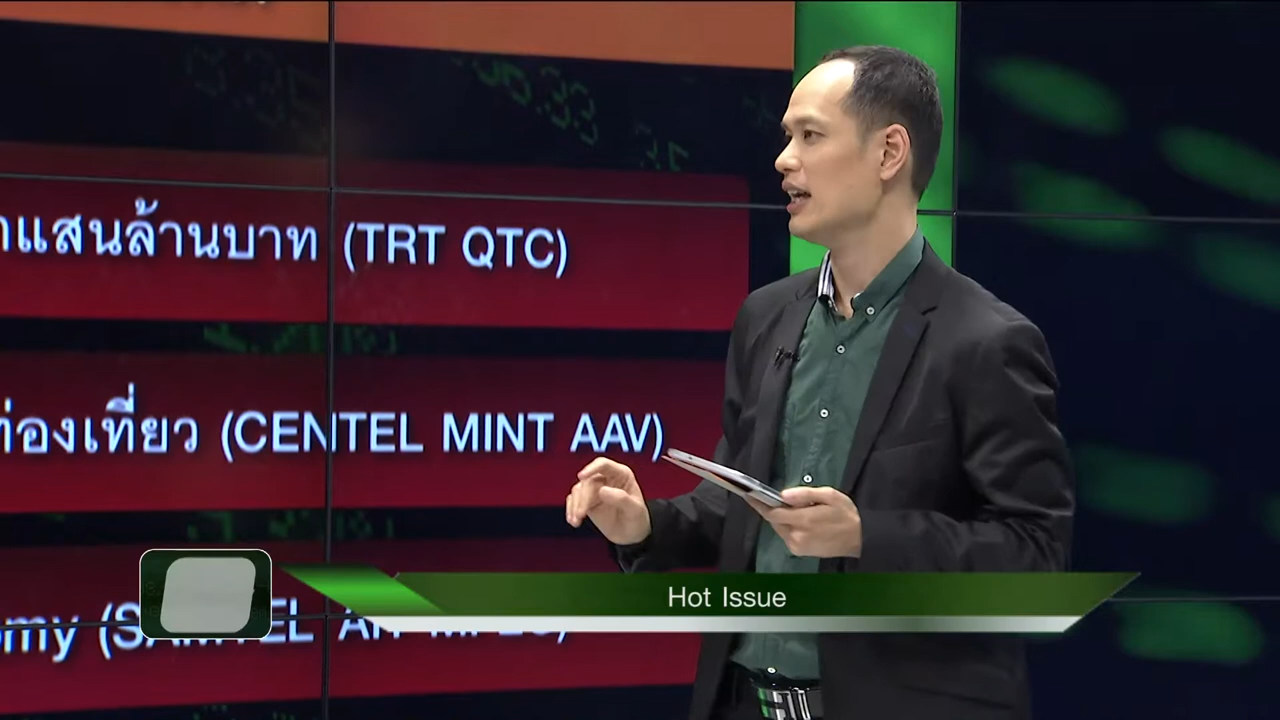 แสนล้านบาท (TRT QTC)
ท่องเที่ยว (CENTEL MINT AAV)
Hot Issue